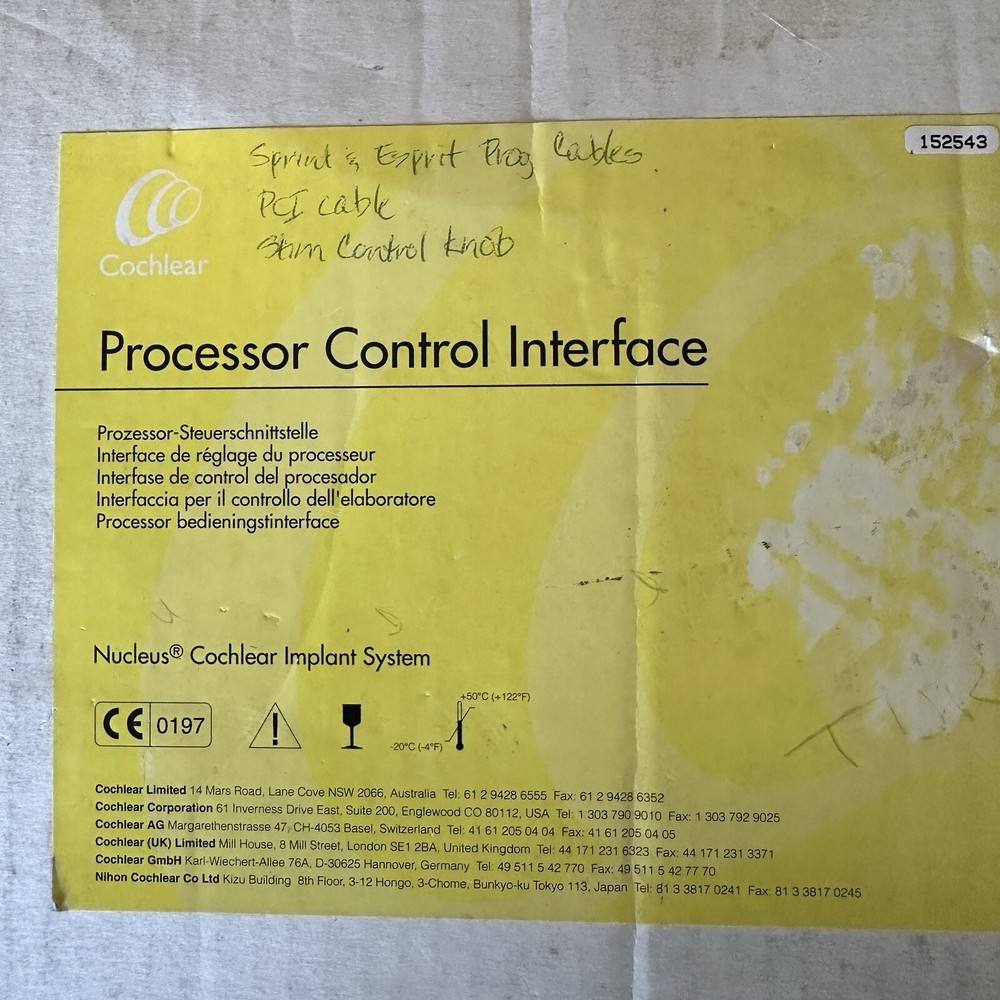 152543
Sprint & Esprit Prog Cables
PCI cable
Stim Control knob
Cochlear
Processor Control Interface
Prozessor-Steuerschnittstelle
Interface de réglage du processeur
Interfase de control del procesador
Interfaccia per il controllo dell'elaboratore
Processor bedieningstinterface
Nucleus® Cochlear Implant System
CE 0197
!
+50°C (+122°F)
-20°C (-4°F)
Cochlear Limited 14 Mars Road, Lane Cove NSW 2066, Australia Tel: 61 2 9428 6555 Fax: 61 2 9428 6352
Cochlear Corporation 61 Inverness Drive East, Suite 200, Englewood CO 80112, USA Tel: 1 303 790 9010 Fax: 1 303 792 9025
Cochlear AG Margarethenstrasse 47, CH-4053 Basel, Switzerland Tel: 41 61 205 04 04 Fax: 41 61 205 04 05
Cochlear (UK) Limited Mill House, 8 Mill Street, London SE1 2BA, United Kingdom Tel: 44 171 231 6323 Fax: 44 171 231 3371
Cochlear GmbH Karl-Wiechert-Allee 76A, D-30625 Hannover, Germany Tel: 49 511 5 42 770 Fax: 49 511 5 42 77 70
Nihon Cochlear Co Ltd Kizu Building 8th Floor, 3-12 Hongo, 3-Chome, Bunkyo-ku Tokyo 113, Japan Tel: 81 3 3817 0241 Fax: 81 3 3817 0245